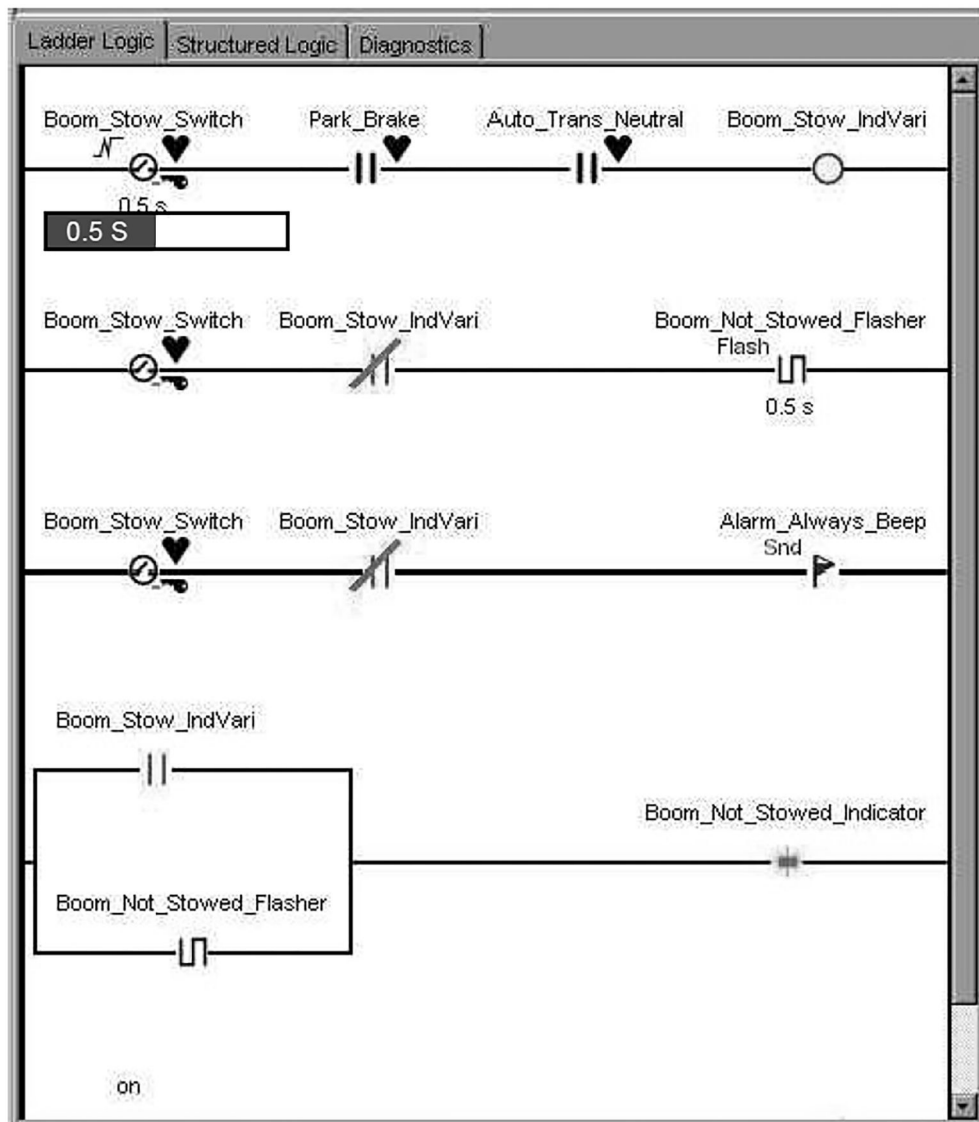 Ladder Logic Structured Logic Diagnostics
Boom_Stow_Switch Park_Brake Auto_Trans_Neutral Boom_Stow_IndVari
0.5 s
0.5 S
Boom_Stow_Switch Boom_Stow_IndVari Boom_Not_Stowed_Flasher
Flash
0.5 s
Boom_Stow_Switch Boom_Stow_IndVari Alarm_Always_Beep
Snd
Boom_Stow_IndVari
Boom_Not_Stowed_Indicator
Boom_Not_Stowed_Flasher
on